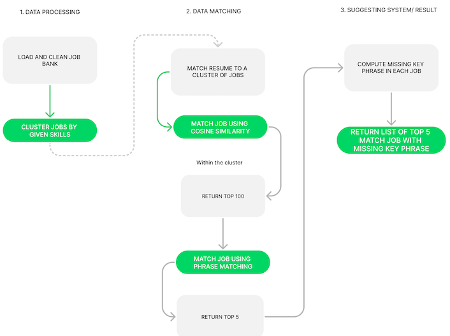 1. DATA PROCESSING
LOAD AND CLEAN JOB
BANK
CLUSTER JOBS BY
GIVEN SKILLS
2. DATA MATCHING
MATCH RESUME TO A
CLUSTER OF JOBS
MATCH JOB USING
COSINE SIMILARITY
Within the cluster
RETURN TOP 100
MATCH JOB USING
PHRASE MATCHING
RETURN TOP 5
3. SUGGESTING SYSTEM/ RESULT
COMPUTE MISSING KEY
PHRASE IN EACH JOB
RETURN LIST OF TOP 5
MATCH JOB WITH
MISSING KEY PHRASE